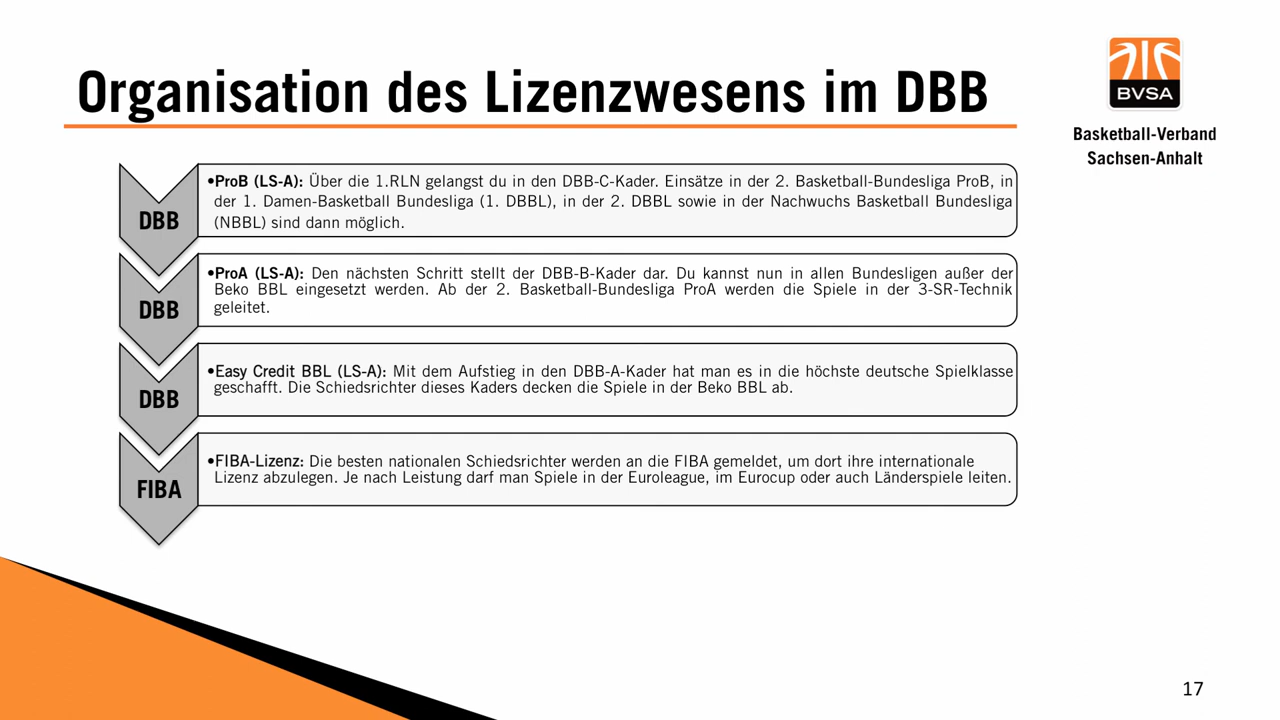 Organisation des Lizenzwesens im DBB
BVSA
Basketball-Verband
Sachsen-Anhalt
DBB
•ProB (LS-A): Über die 1.RLN gelangst du in den DBB-C-Kader. Einsätze in der 2. Basketball-Bundesliga ProB, in
der 1. Damen-Basketball Bundesliga (1. DBBL), in der 2. DBBL sowie in der Nachwuchs Basketball Bundesliga
(NBBL) sind dann möglich.
DBB
•ProA (LS-A): Den nächsten Schritt stellt der DBB-B-Kader dar. Du kannst nun in allen Bundesligen außer der
Beko BBL eingesetzt werden. Ab der 2. Basketball-Bundesliga ProA werden die Spiele in der 3-SR-Technik
geleitet.
DBB
•Easy Credit BBL (LS-A): Mit dem Aufstieg in den DBB-A-Kader hat man es in die höchste deutsche Spielklasse
geschafft. Die Schiedsrichter dieses Kaders decken die Spiele in der Beko BBL ab.
FIBA
•FIBA-Lizenz: Die besten nationalen Schiedsrichter werden an die FIBA gemeldet, um dort ihre internationale
Lizenz abzulegen. Je nach Leistung darf man Spiele in der Euroleague, im Eurocup oder auch Länderspiele leiten.
17